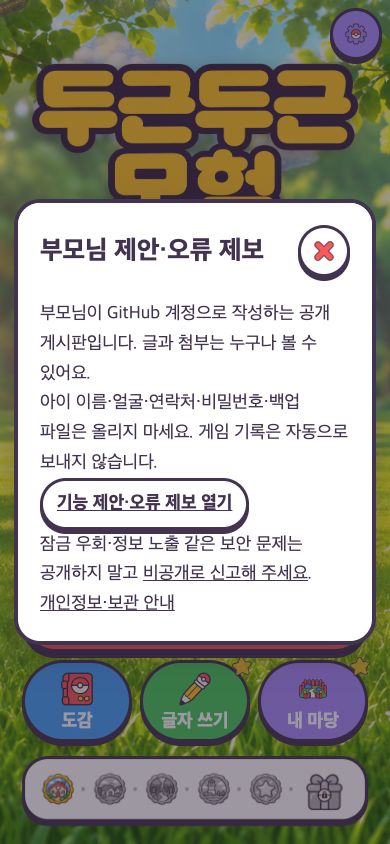 두근두근
모험
부모님 제안·오류 제보
부모님이 GitHub 계정으로 작성하는 공개
게시판입니다. 글과 첨부는 누구나 볼 수
있어요.
아이 이름·얼굴·연락처·비밀번호·백업
파일은 올리지 마세요. 게임 기록은 자동으로
보내지 않습니다.
기능 제안·오류 제보 열기
잠금 우회·정보 노출 같은 보안 문제는
공개하지 말고 비공개로 신고해 주세요.
개인정보·보관 안내
도감
글자 쓰기
내 마당